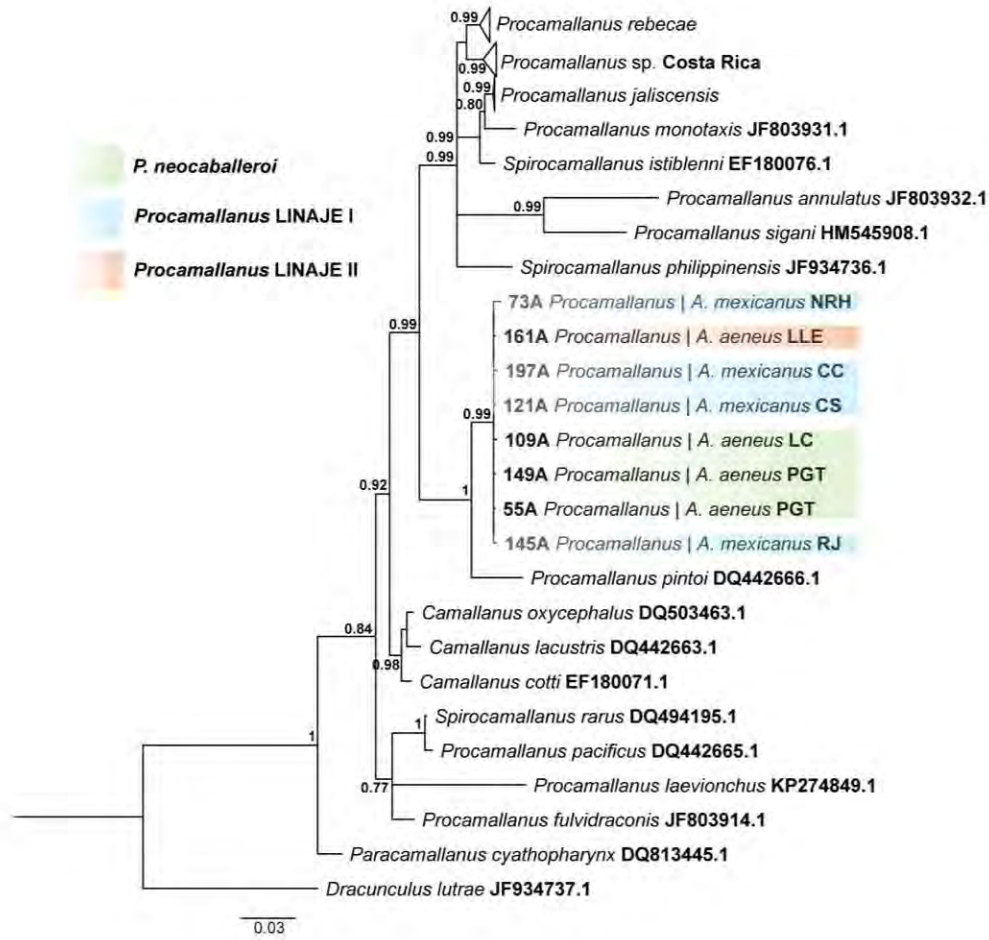 0.99
Procamallanus rebecae
Procamallanus sp. Costa Rica
0.99
0.99
Procamallanus jaliscensis
0.80
Procamallanus monotaxis JF803931.1
0.99
0.99
Spirocamallanus istiblenni EF180076.1
P. neocaballeroi
Procamallanus LINAJE I
Procamallanus LINAJE II
Procamallanus annulatus JF803932.1
0.99
Procamallanus sigani HM545908.1
Spirocamallanus philippinensis JF934736.1
73A Procamallanus | A. mexicanus NRH
0.99
161A Procamallanus | A. aeneus LLE
197A Procamallanus | A. mexicanus CC
121A Procamallanus | A. mexicanus CS
0.99
109A Procamallanus | A. aeneus LC
149A Procamallanus | A. aeneus PGT
0.92
1
55A Procamallanus | A. aeneus PGT
145A Procamallanus | A. mexicanus RJ
Procamallanus pintoi DQ442666.1
Camallanus oxycephalus DQ503463.1
0.84
Camallanus lacustris DQ442663.1
0.98
Camallanus cotti EF180071.1
1
Spirocamallanus rarus DQ494195.1
1
Procamallanus pacificus DQ442665.1
0.77
Procamallanus laevionchus KP274849.1
Procamallanus fulvidraconis JF803914.1
Paracamallanus cyathopharynx DQ813445.1
Dracunculus lutrae JF934737.1
0.03